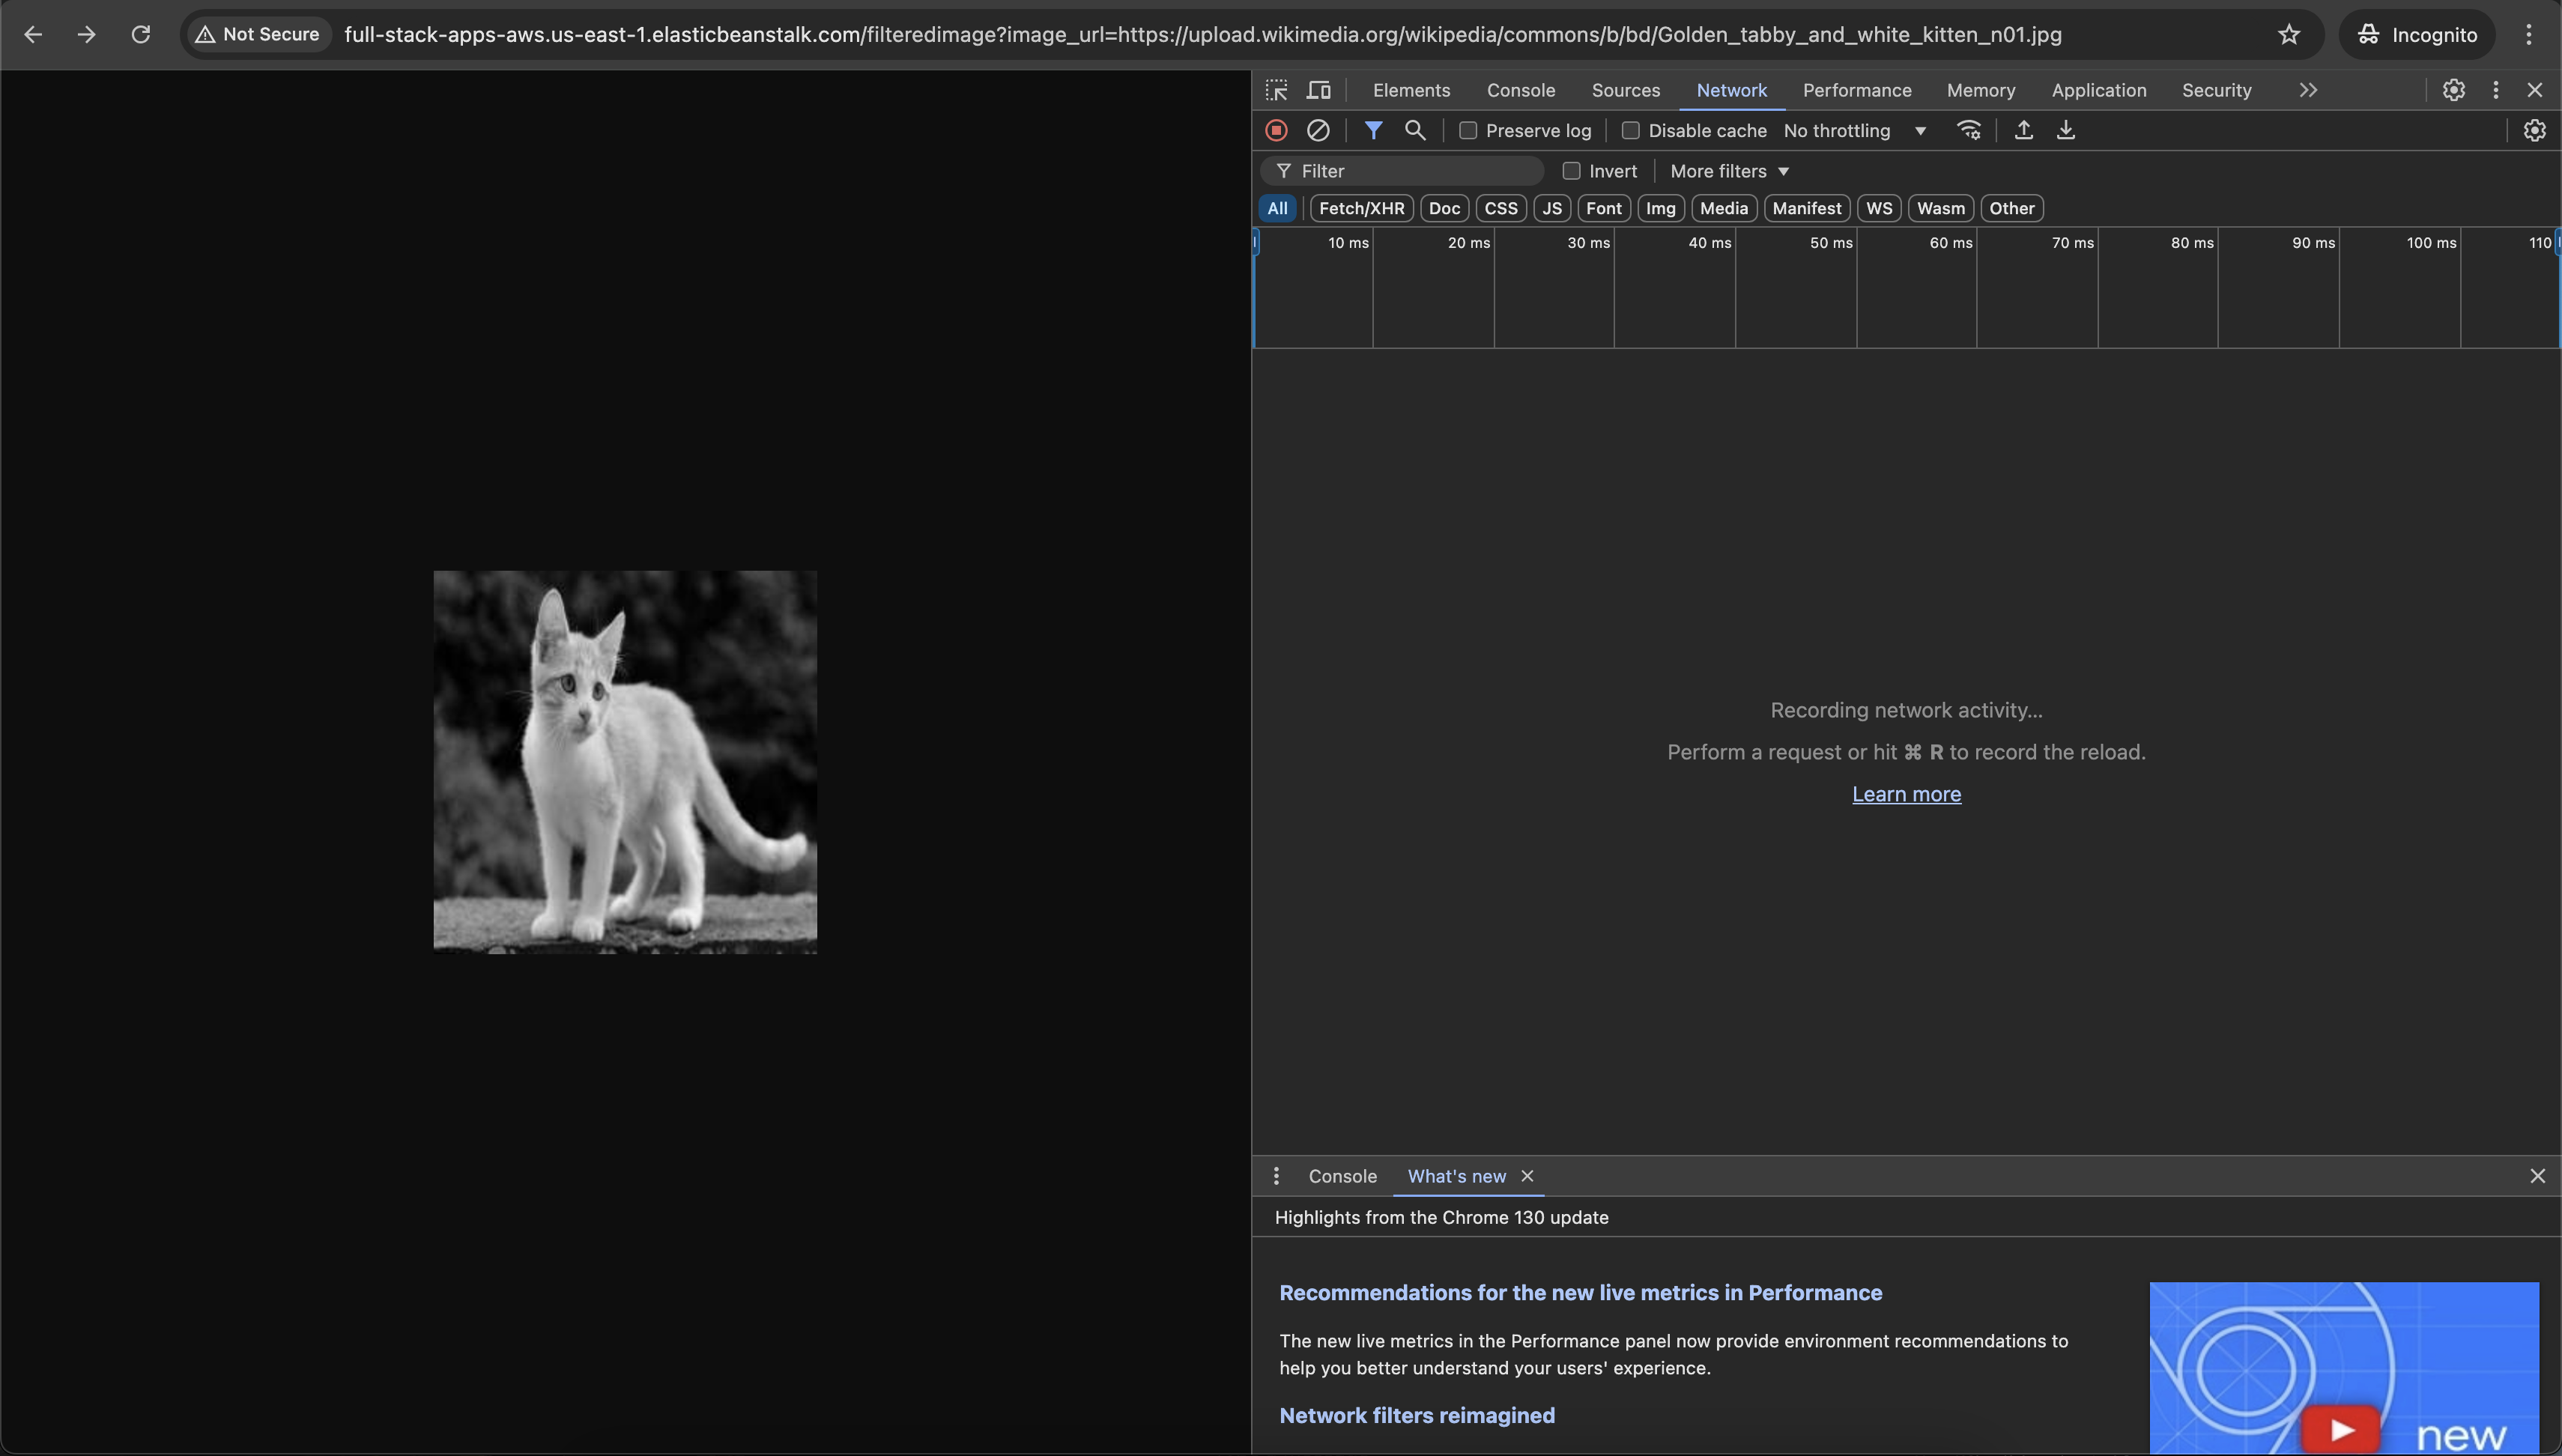 Not Secure full-stack-apps-aws.us-east-1.elasticbeanstalk.com/filteredimage?image_url=https://upload.wikimedia.org/wikipedia/commons/b/bd/Golden_tabby_and_white_kitten_n01.jpg Incognito
Elements Console Sources Network Performance Memory Application Security
Preserve log Disable cache No throttling
Filter Invert More filters
All Fetch/XHR Doc CSS JS Font Img Media Manifest WS Wasm Other
10 ms 20 ms 30 ms 40 ms 50 ms 60 ms 70 ms 80 ms 90 ms 100 ms 110
Recording network activity...
Perform a request or hit ⌘ R to record the reload.
Learn more
Console What's new
Highlights from the Chrome 130 update
Recommendations for the new live metrics in Performance
The new live metrics in the Performance panel now provide environment recommendations to
help you better understand your users' experience.
Network filters reimagined
new